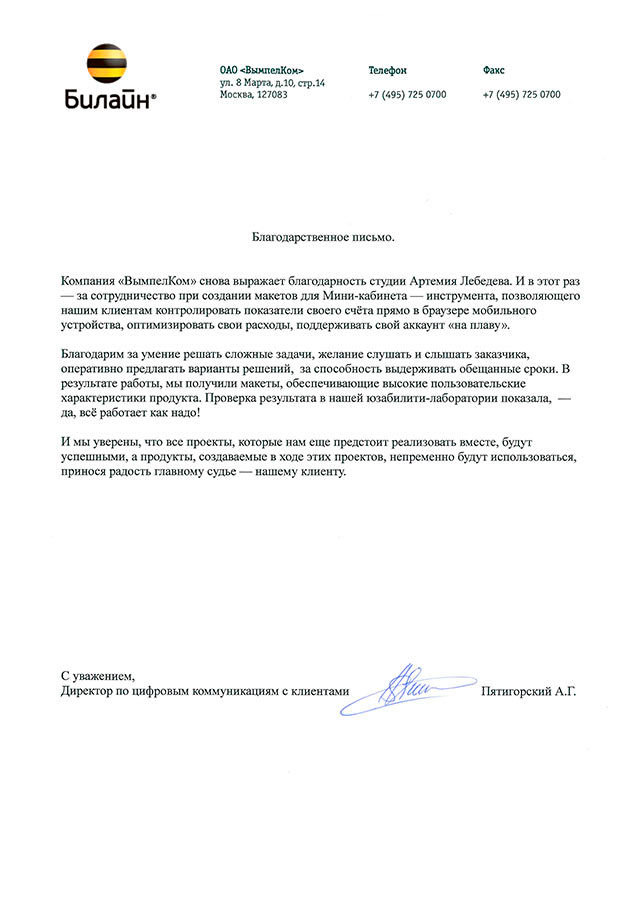 Билайн®
ОАО «ВымпелКом»
ул. 8 Марта, д.10, стр.14
Москва, 127083
Телефон
+7 (495) 725 0700
Факс
+7 (495) 725 0700
Благодарственное письмо.
Компания «ВымпелКом» снова выражает благодарность студии Артемия Лебедева. И в этот раз
— за сотрудничество при создании макетов для Мини-кабинета — инструмента, позволяющего
нашим клиентам контролировать показатели своего счёта прямо в браузере мобильного
устройства, оптимизировать свои расходы, поддерживать свой аккаунт «на плаву».
Благодарим за умение решать сложные задачи, желание слушать и слышать заказчика,
оперативно предлагать варианты решений,  за способность выдерживать обещанные сроки. В
результате работы, мы получили макеты, обеспечивающие высокие пользовательские
характеристики продукта. Проверка результата в нашей юзабилити-лаборатории показала,  —
да, всё работает как надо!
И мы уверены, что все проекты, которые нам еще предстоит реализовать вместе, будут
успешными, а продукты, создаваемые в ходе этих проектов, непременно будут использоваться,
принося радость главному судье — нашему клиенту.
С уважением,
Директор по цифровым коммуникациям с клиентами
Пятигорский А.Г.